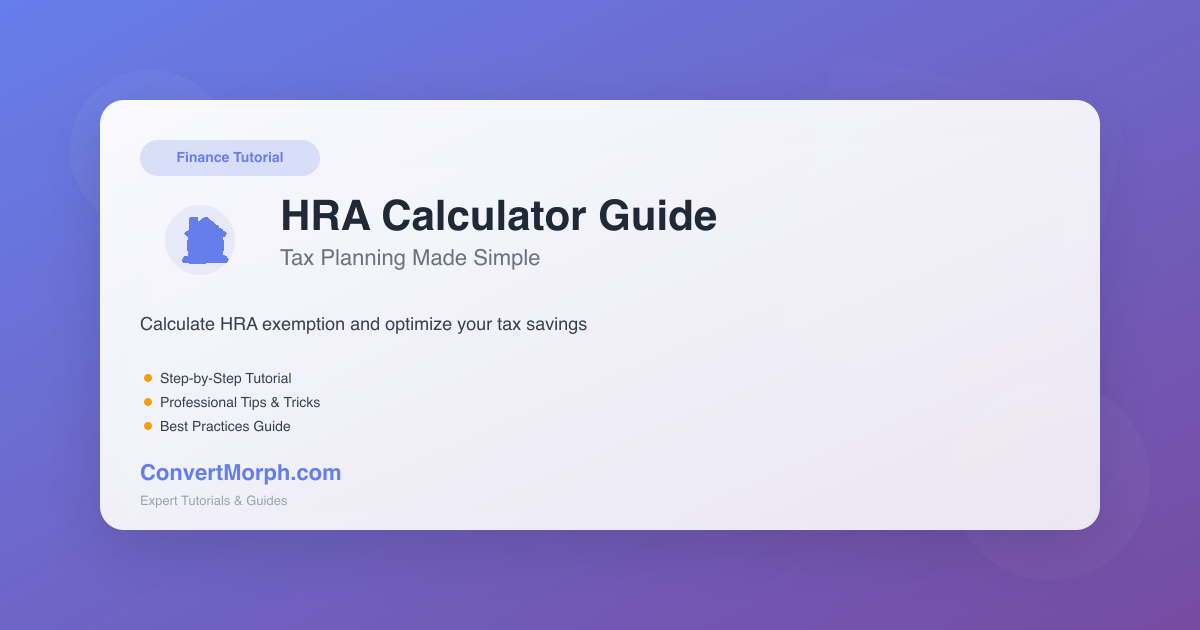 Finance Tutorial
HRA Calculator Guide
Tax Planning Made Simple
Calculate HRA exemption and optimize your tax savings
Step-by-Step Tutorial
Professional Tips & Tricks
Best Practices Guide
ConvertMorph.com
Expert Tutorials & Guides